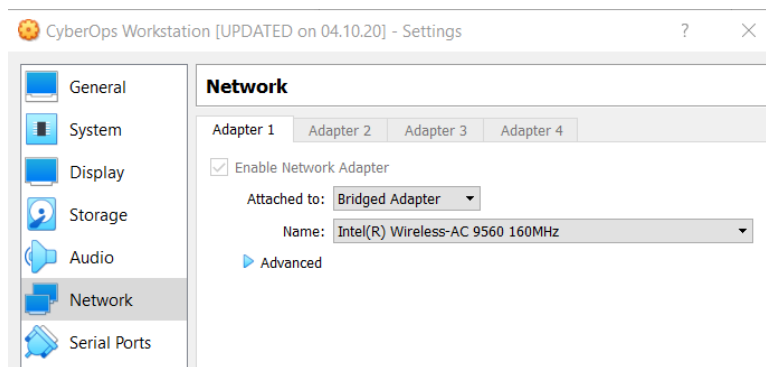 CyberOps Workstation [UPDATED on 04.10.20] - Settings ?
General
System
Display
Storage
Audio
Network
Serial Ports
Network
Adapter 1 Adapter 2 Adapter 3 Adapter 4
Enable Network Adapter
Attached to: Bridged Adapter
Name: Intel(R) Wireless-AC 9560 160MHz
Advanced